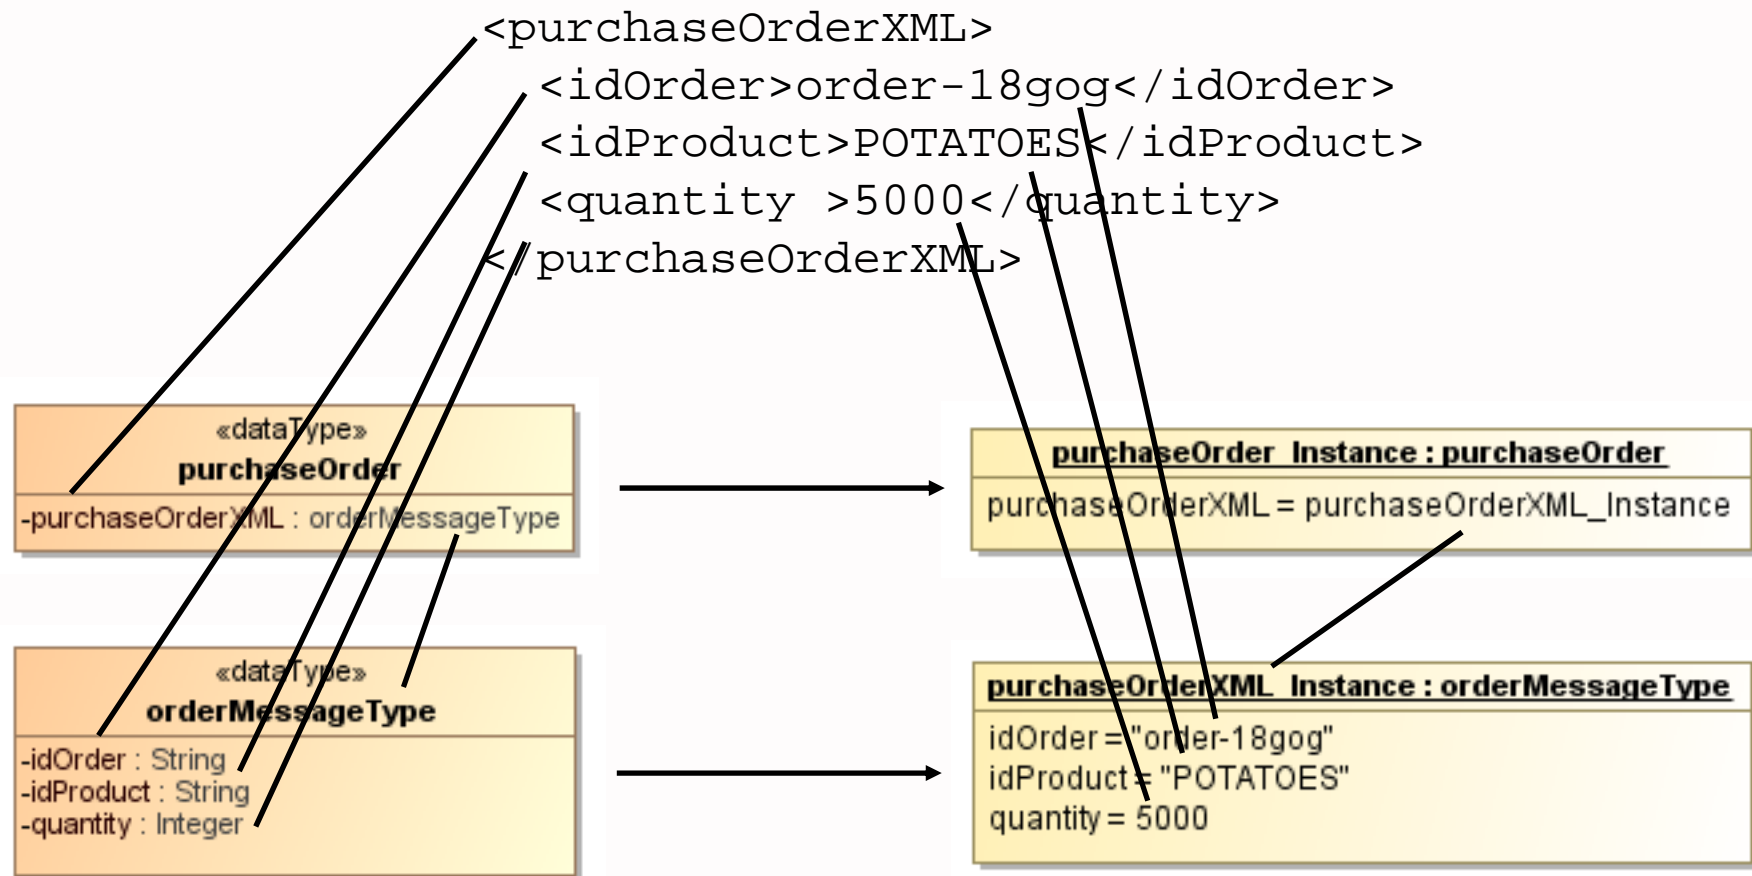 <purchaseOrderXML>
<idOrder>order-18gog</idOrder>
<idProduct>POTATOES</idProduct>
<quantity >5000</quantity>
</purchaseOrderXML>
«dataType»
purchaseOrder
-purchaseOrderXML : orderMessageType
purchaseOrder_Instance : purchaseOrder
purchaseOrderXML = purchaseOrderXML_Instance
«dataType»
orderMessageType
-idOrder : String
-idProduct : String
-quantity : Integer
purchaseOrderXML_Instance : orderMessageType
idOrder = "order-18gog"
idProduct = "POTATOES"
quantity = 5000